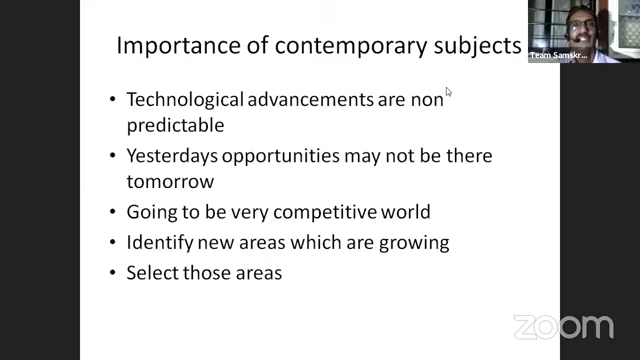 Importance of contemporary subjects
Team Samskr...
• Technological advancements are non
predictable
• Yesterdays opportunities may not be there
tomorrow
• Going to be very competitive world
• Identify new areas which are growing
• Select those areas
zoom